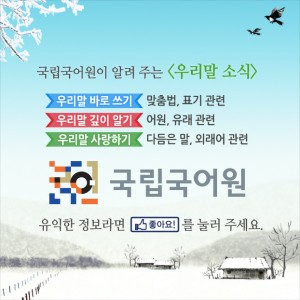 국립국어원이 알려 주는 〈우리말 소식〉
우리말 바로 쓰기 맞춤법, 표기 관련
우리말 깊이 알기 어원, 유래 관련
우리말 사랑하기 다듬은 말, 외래어 관련
국립국어원
유익한 정보라면 좋아요! 를 눌러 주세요.